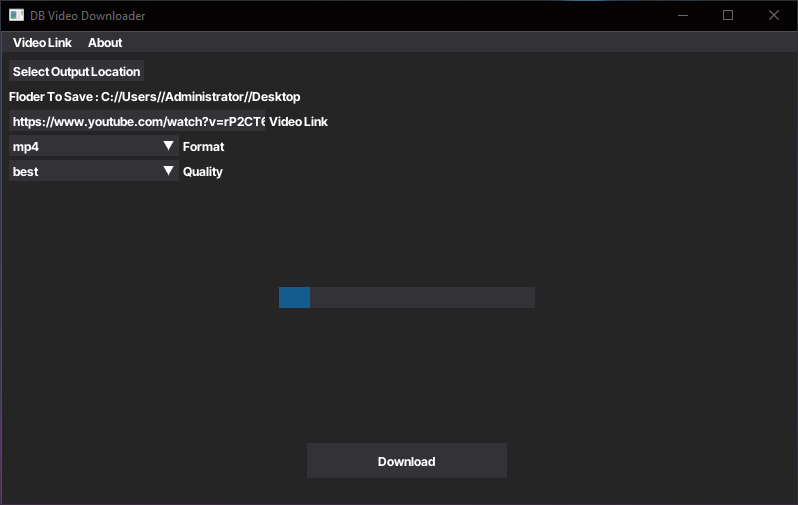 DB Video Downloader
Video Link About
Select Output Location
Floder To Save : C://Users//Administrator//Desktop
https://www.youtube.com/watch?v=rP2CT6 Video Link
mp4 Format
best Quality
Download